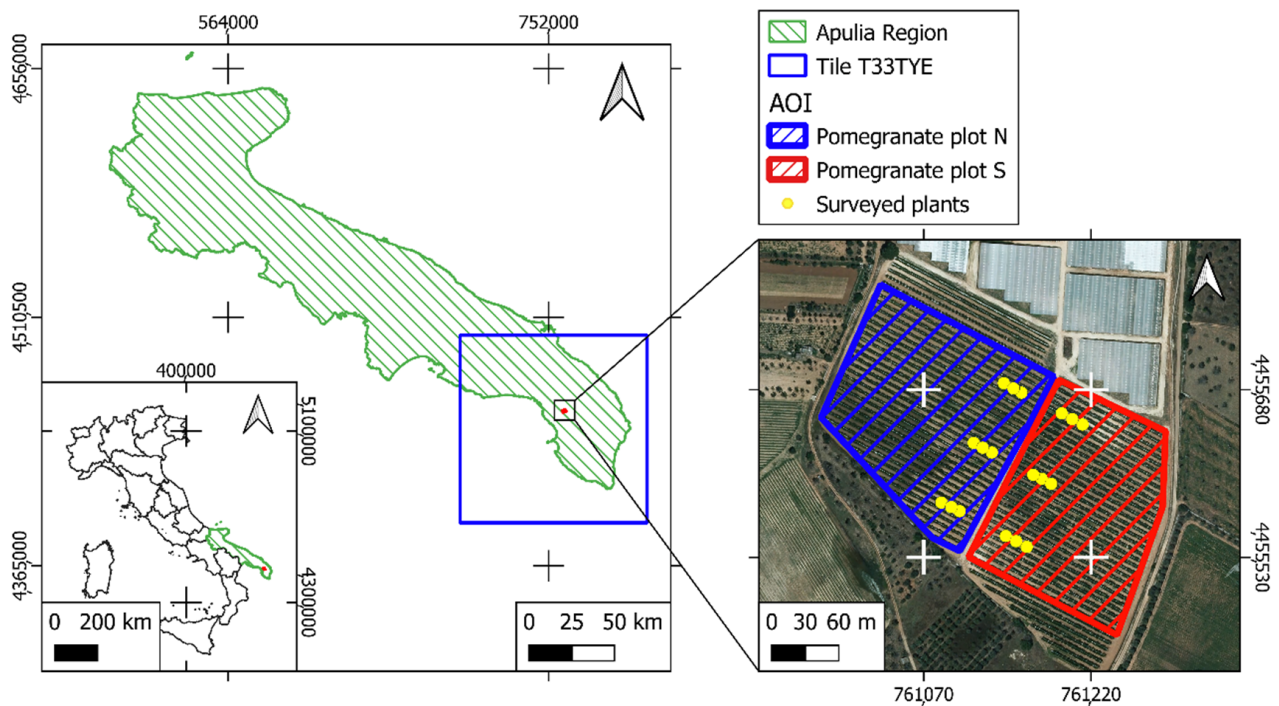 564000
752000
4656000
4510500
4365000
400000
5100000
4300000
0 200 km
0 25 50 km
Apulia Region
Tile T33TYE
AOI
Pomegranate plot N
Pomegranate plot S
Surveyed plants
4455680
4455530
0 30 60 m
761070
761220